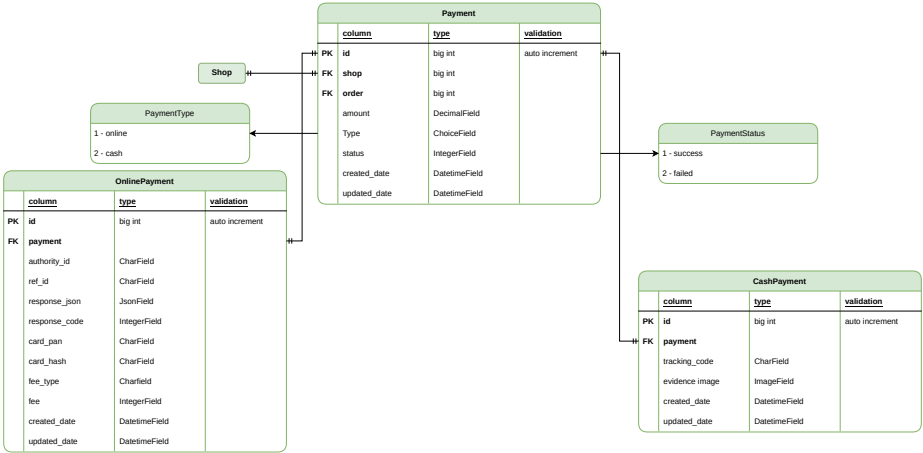 Payment
column type validation
PK id big int auto increment
FK shop big int
FK order big int
amount DecimalField
Type ChoiceField
status IntegerField
created_date DatetimeField
updated_date DatetimeField
Shop
PaymentType
1 - online
2 - cash
PaymentStatus
1 - success
2 - failed
OnlinePayment
column type validation
PK id big int auto increment
FK payment
authority_id CharField
ref_id CharField
response_json JsonField
response_code IntegerField
card_pan CharField
card_hash CharField
fee_type Charfield
fee IntegerField
created_date DatetimeField
updated_date DatetimeField
CashPayment
column type validation
PK id big int auto increment
FK payment
tracking_code CharField
evidence image ImageField
created_date DatetimeField
updated_date DatetimeField